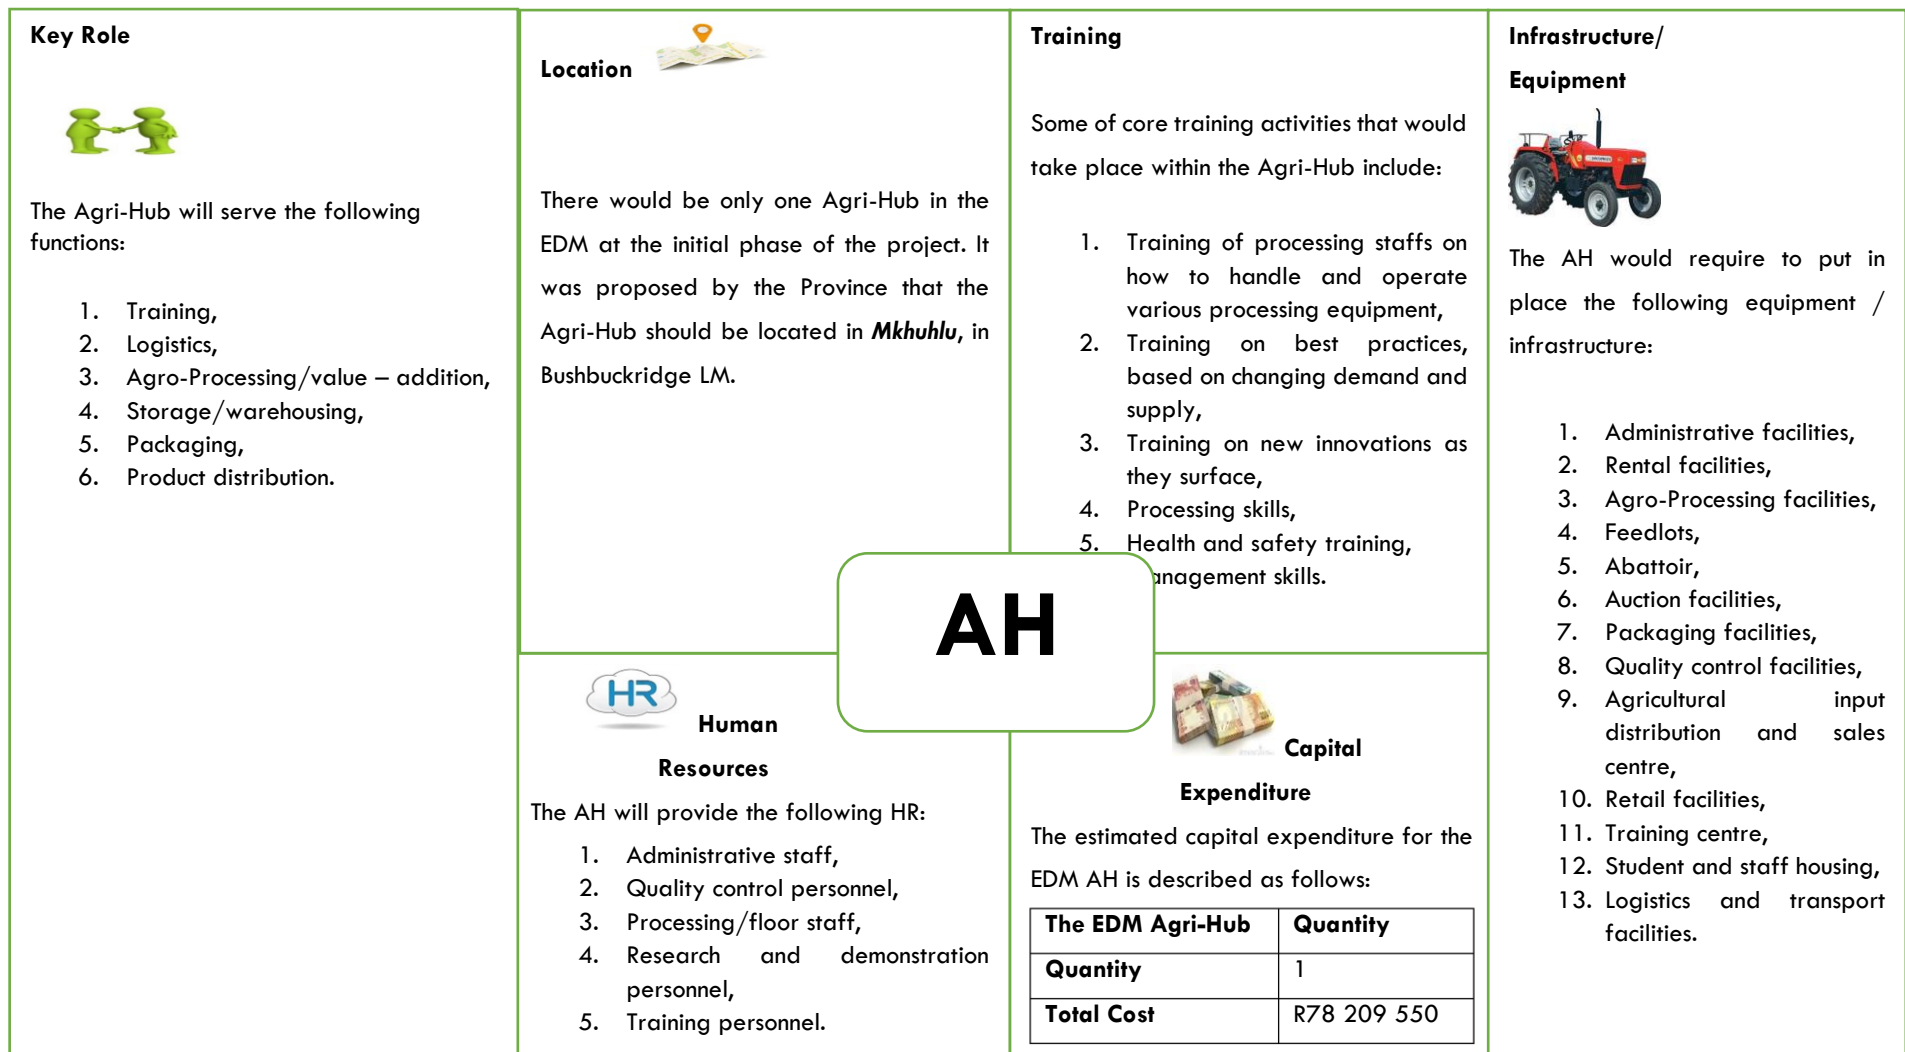 Key Role
The Agri-Hub will serve the following
functions:
1. Training,
2. Logistics,
3. Agro-Processing/value – addition,
4. Storage/warehousing,
5. Packaging,
6. Product distribution.
Location
There would be only one Agri-Hub in the
EDM at the initial phase of the project. It
was proposed by the Province that the
Agri-Hub should be located in Mkhuhlu, in
Bushbuckridge LM.
Training
Some of core training activities that would
take place within the Agri-Hub include:
1. Training of processing staffs on
how to handle and operate
various processing equipment,
2. Training on best practices,
based on changing demand and
supply,
3. Training on new innovations as
they surface,
4. Processing skills,
5. Health and safety training,
anagement skills.
Infrastructure/
Equipment
The AH would require to put in
place the following equipment /
infrastructure:
1. Administrative facilities,
2. Rental facilities,
3. Agro-Processing facilities,
4. Feedlots,
5. Abattoir,
6. Auction facilities,
7. Packaging facilities,
8. Quality control facilities,
9. Agricultural input
distribution and sales
centre,
10. Retail facilities,
11. Training centre,
12. Student and staff housing,
13. Logistics and transport
facilities.
AH
HR
Human
Resources
The AH will provide the following HR:
1. Administrative staff,
2. Quality control personnel,
3. Processing/floor staff,
4. Research and demonstration
personnel,
5. Training personnel.
Capital
Expenditure
The estimated capital expenditure for the
EDM AH is described as follows:
The EDM Agri-Hub Quantity
Quantity 1
Total Cost R78 209 550